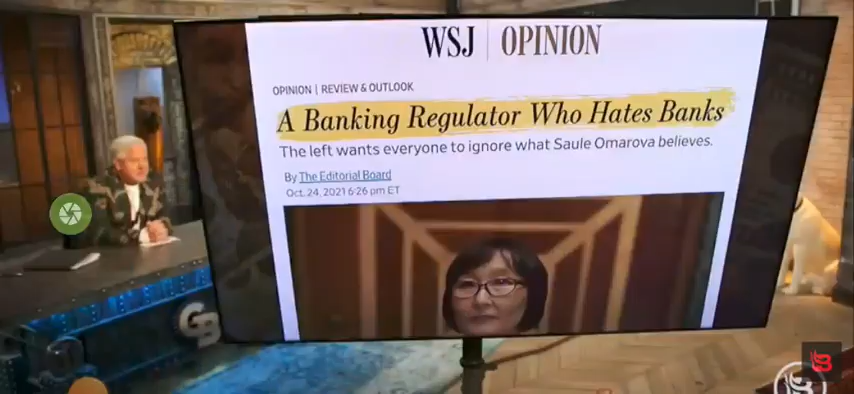 WSJ | OPINION
OPINION | REVIEW & OUTLOOK
A Banking Regulator Who Hates Banks
The left wants everyone to ignore what Saule Omarova believes.
By The Editorial Board
Oct. 24, 2021 6:26 pm ET
GB